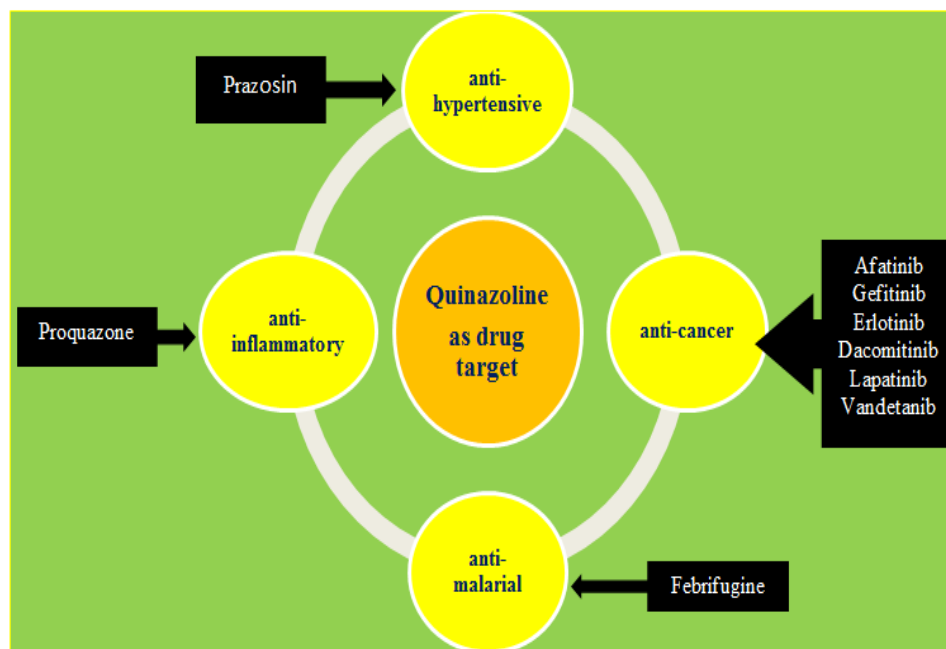 Prazosin
anti-
hypertensive
Proquazone
anti-
inflammatory
Quinazoline
as drug
target
anti-cancer
Afatinib
Gefitinib
Erlotinib
Dacomitinib
Lapatinib
Vandetanib
anti-
malarial
Febrifugine